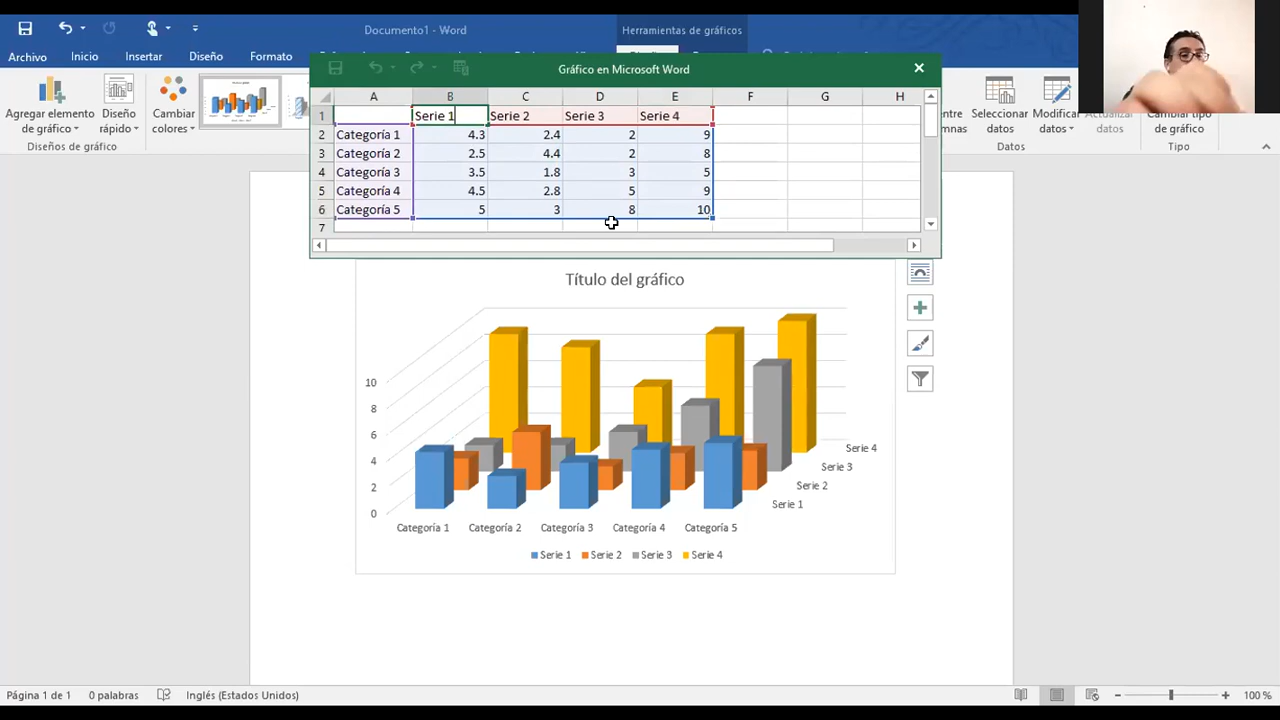 Documento1 - Word
Herramientas de gráficos
Archivo
Inicio
Insertar
Diseño
Formato
Agregar elemento de gráfico
Diseño rápido
Cambiar colores
Diseños de gráfico
Seleccionar datos
Modificar datos
Actualizar datos
Cambiar tipo de gráfico
Datos
Tipo
Gráfico en Microsoft Word
A B C D E F G H
1 Serie 1 Serie 2 Serie 3 Serie 4
2 Categoría 1 4.3 2.4 2 9
3 Categoría 2 2.5 4.4 2 8
4 Categoría 3 3.5 1.8 3 5
5 Categoría 4 4.5 2.8 5 9
6 Categoría 5 5 3 8 10
7
Título del gráfico
10
8
6
4
2
0
Serie 4
Serie 3
Serie 2
Serie 1
Categoría 1 Categoría 2 Categoría 3 Categoría 4 Categoría 5
Serie 1 Serie 2 Serie 3 Serie 4
Página 1 de 1 0 palabras Inglés (Estados Unidos) 100 %